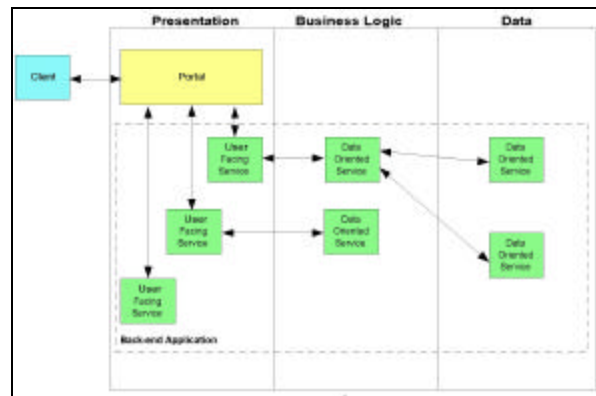 Presentation
Business Logic
Data
Client
Portal
User
Facing
Service
Data
Oriented
Service
Data
Oriented
Service
User
Facing
Service
Data
Oriented
Service
Data
Oriented
Service
User
Facing
Service
Back-end Application